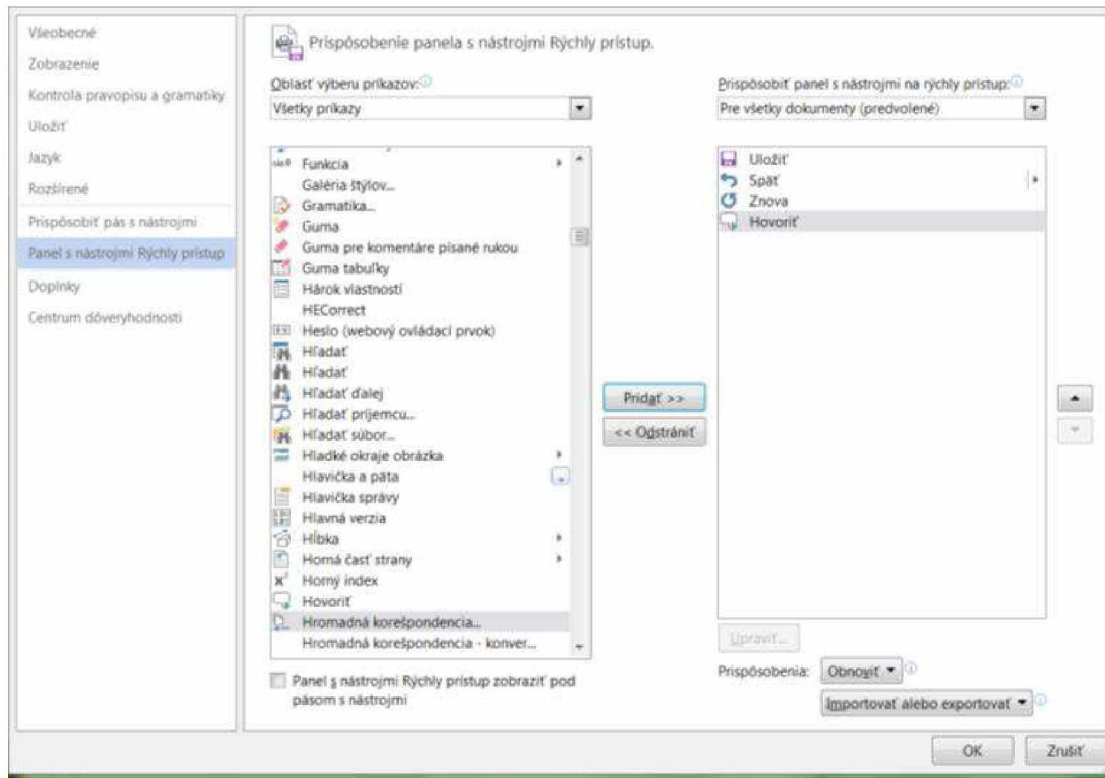 Všeobecné
Zobrazenie
Kontrola pravopisu a gramatiky
Uložiť
Jazyk
Rozšírené
Prispôsobiť pás s nástrojmi
Panel s nástrojmi Rýchly prístup
Doplnky
Centrum dôveryhodnosti
Prispôsobenie panela s nástrojmi Rýchly prístup.
Oblasť výberu príkazov:
Všetky príkazy
Funkcia
Galéria štýlov...
Gramatika...
Guma
Guma pre komentáre písané rukou
Guma tabuľky
Hárok vlastností
HECorrect
Heslo (webový ovládací prvok)
Hľadať
Hľadať
Hľadať ďalej
Hľadať príjemcu...
Hľadať súbor...
Hladké okraje obrázka
Hlavička a päta
Hlavička správy
Hlavná verzia
Hĺbka
Horná časť strany
Horný index
Hovoriť
Hromadná korešpondencia...
Hromadná korešpondencia - konver...
Panel s nástrojmi Rýchly prístup zobraziť pod
pásom s nástrojmi
Pridať >>
<< Odstrániť
Prispôsobiť panel s nástrojmi na rýchly prístup:
Pre všetky dokumenty (predvolené)
Uložiť
Späť
Znova
Hovoriť
Upraviť...
Prispôsobenia: Obnoviť
Importovať alebo exportovať
OK Zrušiť